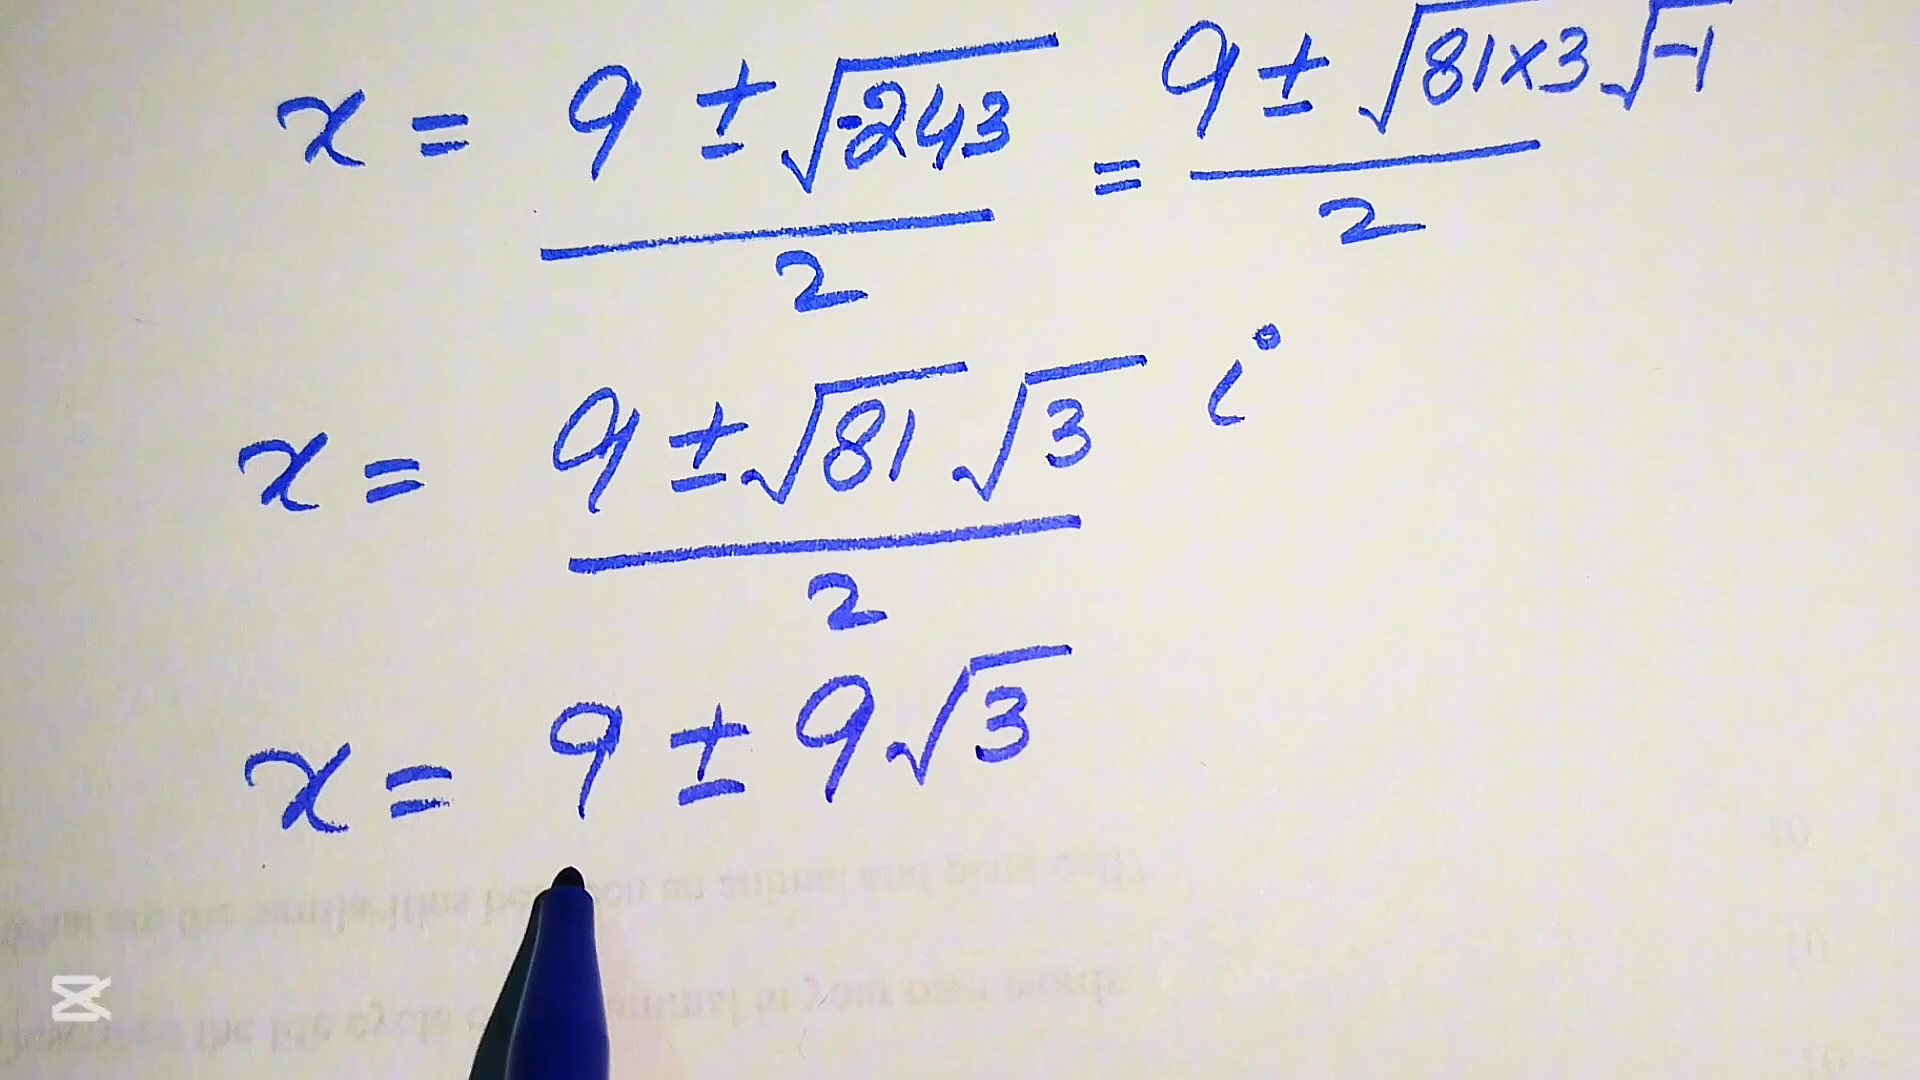 x = 9 ± √-243 / 2 = 9 ± √81×3 √-1 / 2
x = 9 ± √81 √3 i / 2
x = 9 ± 9√3